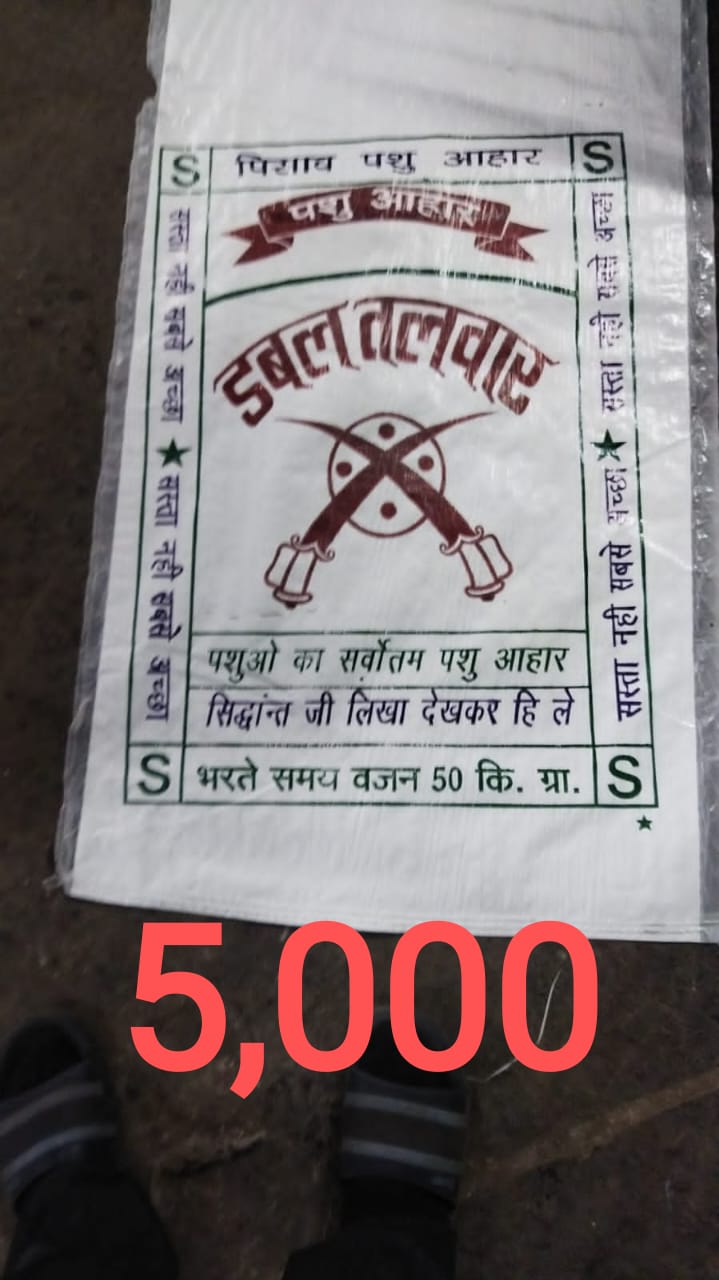 S पिराव पशु आहार S
पशु आहार
डबल तलवार
सस्ता नही सबसे अच्छा ★ सस्ता नही सबसे अच्छा
सस्ता नही सबसे अच्छा ★ सस्ता नही सबसे अच्छा
पशुओ का सर्वोतम पशु आहार
सिद्धांन्त जी लिखा देखकर हि ले
S भरते समय वजन 50 कि. ग्रा. S
5,000